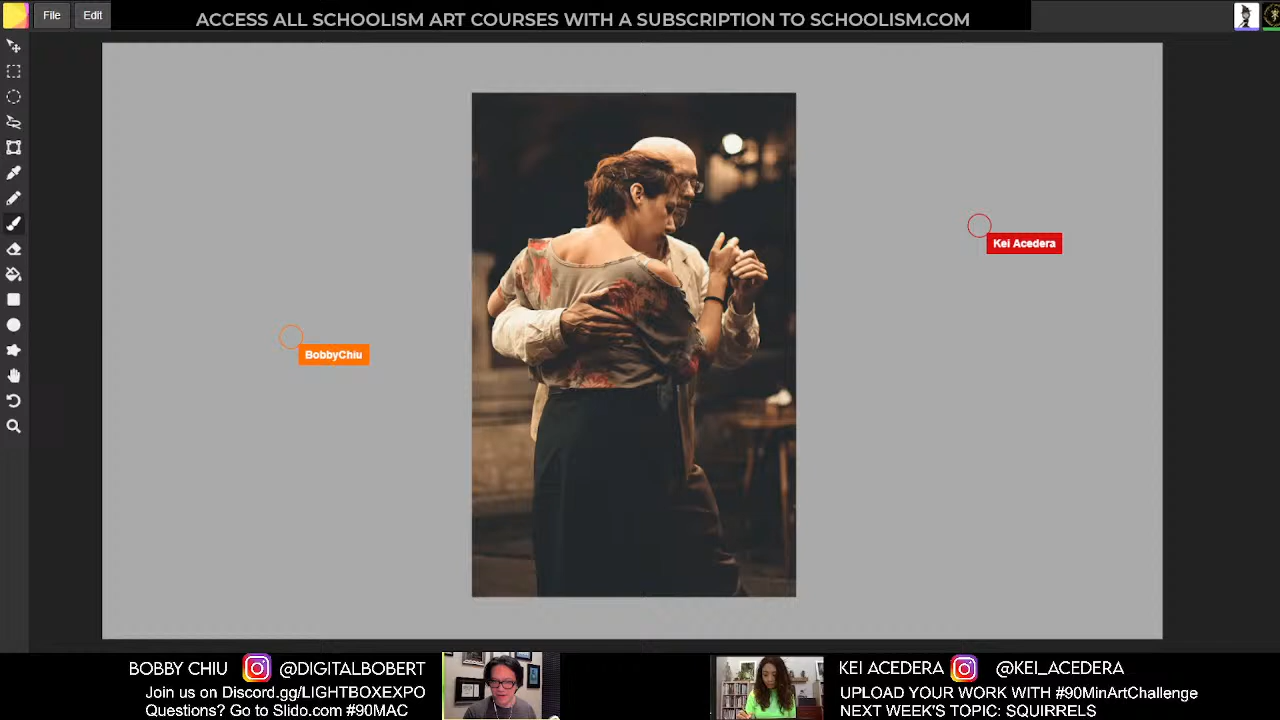 File
Edit
ACCESS ALL SCHOOLISM ART COURSES WITH A SUBSCRIPTION TO SCHOOLISM.COM
Kei Acedera
BobbyChiu
BOBBY CHIU @DIGITALBOBERT
Join us on Discord.gg/LIGHTBOXEXPO
Questions? Go to Slido.com #90MAC
KEI ACEDERA @KEI_ACEDERA
UPLOAD YOUR WORK WITH #90MinArtChallenge
NEXT WEEK'S TOPIC: SQUIRRELS